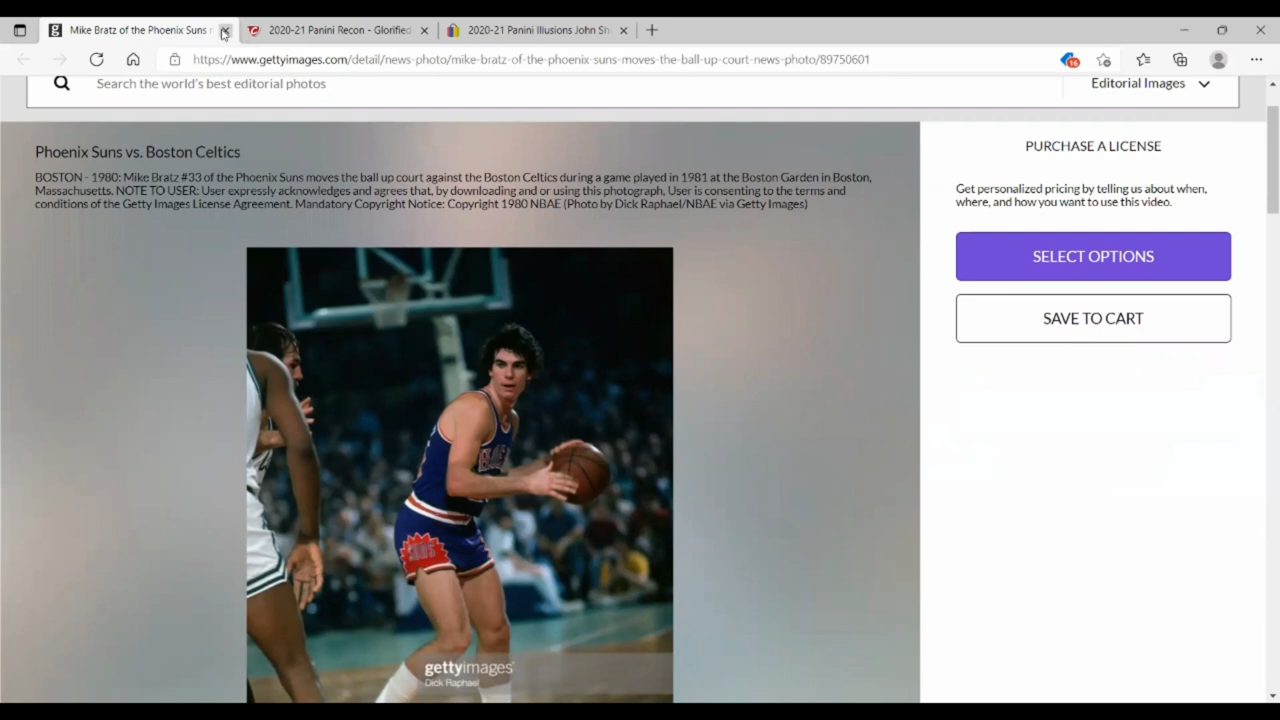 Mike Bratz of the Phoenix Suns
2020-21 Panini Recon - Glorified
2020-21 Panini Illusions John St
https://www.gettyimages.com/detail/news-photo/mike-bratz-of-the-phoenix-suns-moves-the-ball-up-court-news-photo/89750601
16
Search the world's best editorial photos
Editorial Images
Phoenix Suns vs. Boston Celtics
BOSTON - 1980: Mike Bratz #33 of the Phoenix Suns moves the ball up court against the Boston Celtics during a game played in 1981 at the Boston Garden in Boston,
Massachusetts. NOTE TO USER: User expressly acknowledges and agrees that, by downloading and or using this photograph, User is consenting to the terms and
conditions of the Getty Images License Agreement. Mandatory Copyright Notice: Copyright 1980 NBAE (Photo by Dick Raphael/NBAE via Getty Images)
PURCHASE A LICENSE
Get personalized pricing by telling us about when,
where, and how you want to use this video.
SELECT OPTIONS
SAVE TO CART
SUNS
gettyimages
Dick Raphael